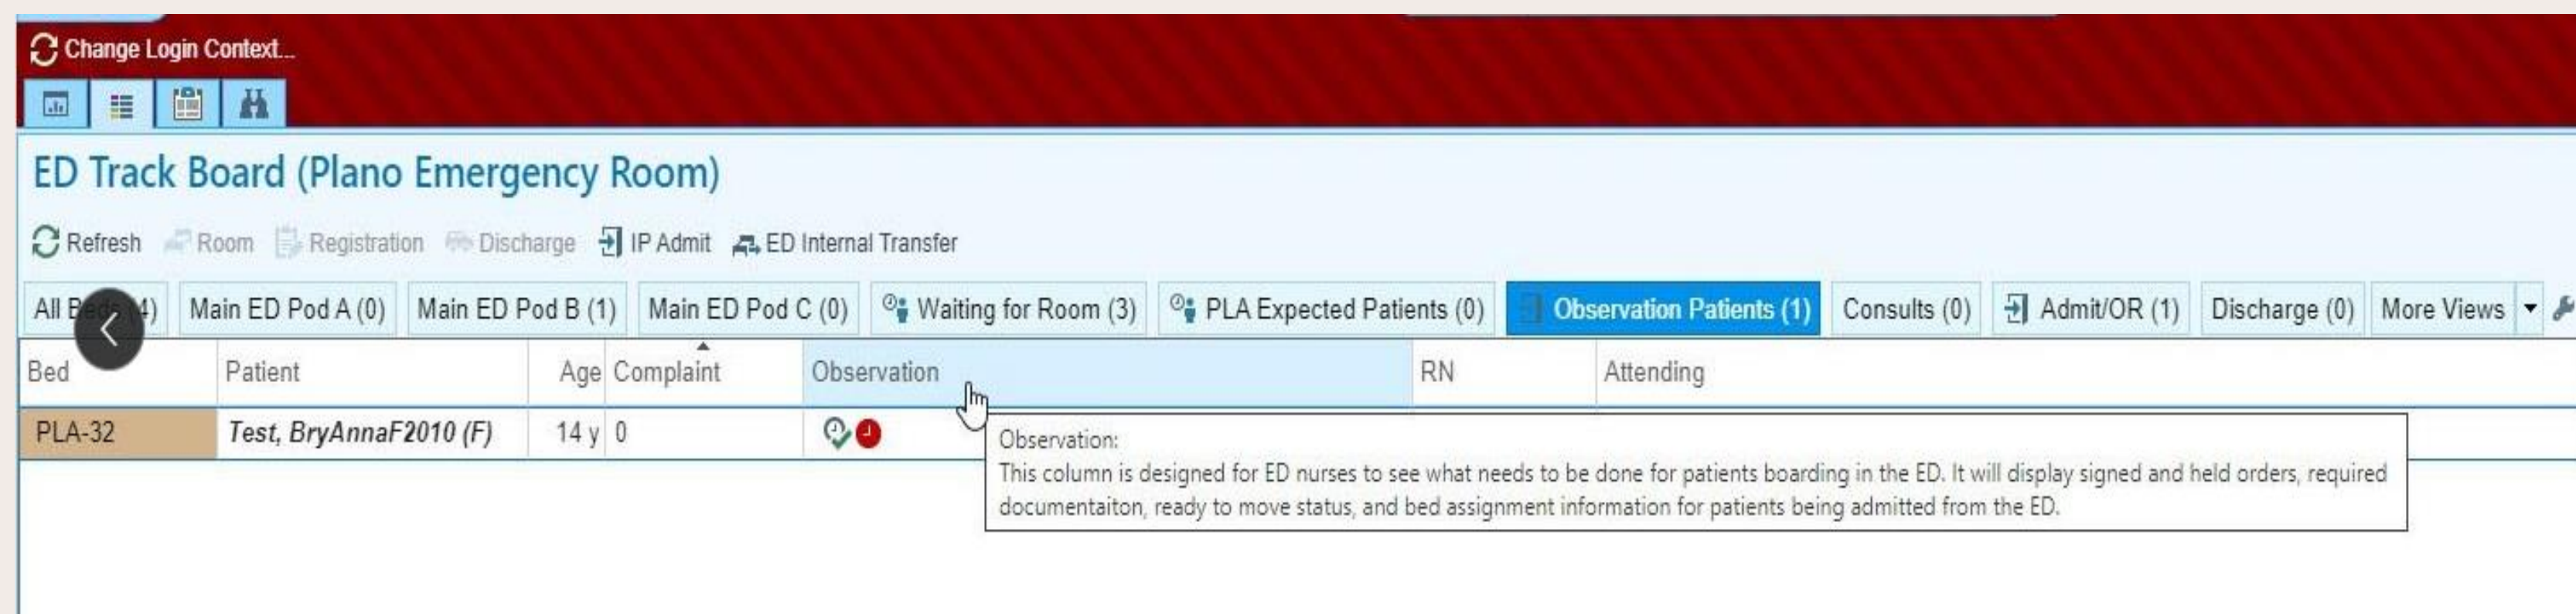 Change Login Context...
ED Track Board (Plano Emergency Room)
Refresh Room Registration Discharge IP Admit ED Internal Transfer
All 4) Main ED Pod A (0) Main ED Pod B (1) Main ED Pod C (0) Waiting for Room (3) PLA Expected Patients (0) Observation Patients (1) Consults (0) Admit/OR (1) Discharge (0) More Views
Bed Patient Age Complaint Observation RN Attending
PLA-32 Test, BryAnnaF2010 (F) 14 y 0
Observation:
This column is designed for ED nurses to see what needs to be done for patients boarding in the ED. It will display signed and held orders, required
documentaiton, ready to move status, and bed assignment information for patients being admitted from the ED.